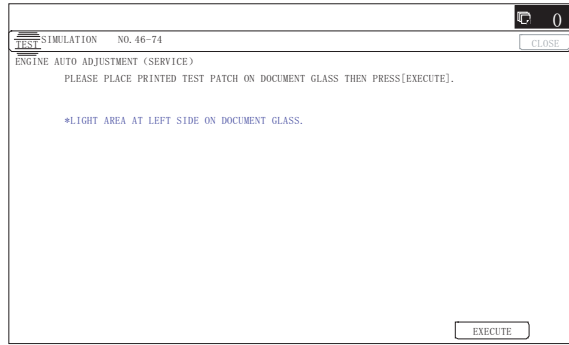 0
TEST SIMULATION NO.46-74
CLOSE
ENGINE AUTO ADJUSTMENT (SERVICE)
PLEASE PLACE PRINTED TEST PATCH ON DOCUMENT GLASS THEN PRESS[EXECUTE].
*LIGHT AREA AT LEFT SIDE ON DOCUMENT GLASS.
EXECUTE